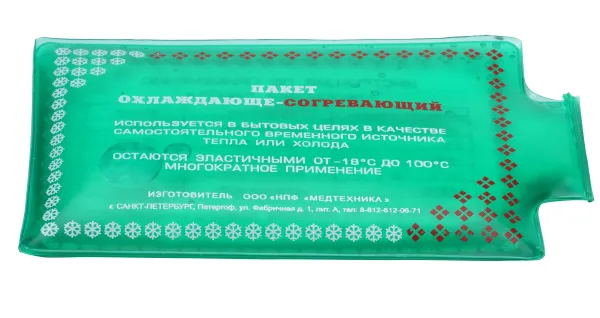 ПАКЕТ
ОХЛАЖДАЮЩЕ-СОГРЕВАЮЩИЙ
ИСПОЛЬЗУЕТСЯ В БЫТОВЫХ ЦЕЛЯХ В КАЧЕСТВЕ
САМОСТОЯТЕЛЬНОГО ВРЕМЕННОГО ИСТОЧНИКА
ТЕПЛА ИЛИ ХОЛОДА
ОСТАЮТСЯ ЭЛАСТИЧНЫМИ ОТ -18°С ДО 100°С
МНОГОКРАТНОЕ ПРИМЕНЕНИЕ
ИЗГОТОВИТЕЛЬ ООО «НПФ «МЕДТЕХНИКА»
г. САНКТ-ПЕТЕРБУРГ, Петергоф, ул. Фабричная д. 1, лит. А, тел: 8-812-612-06-71